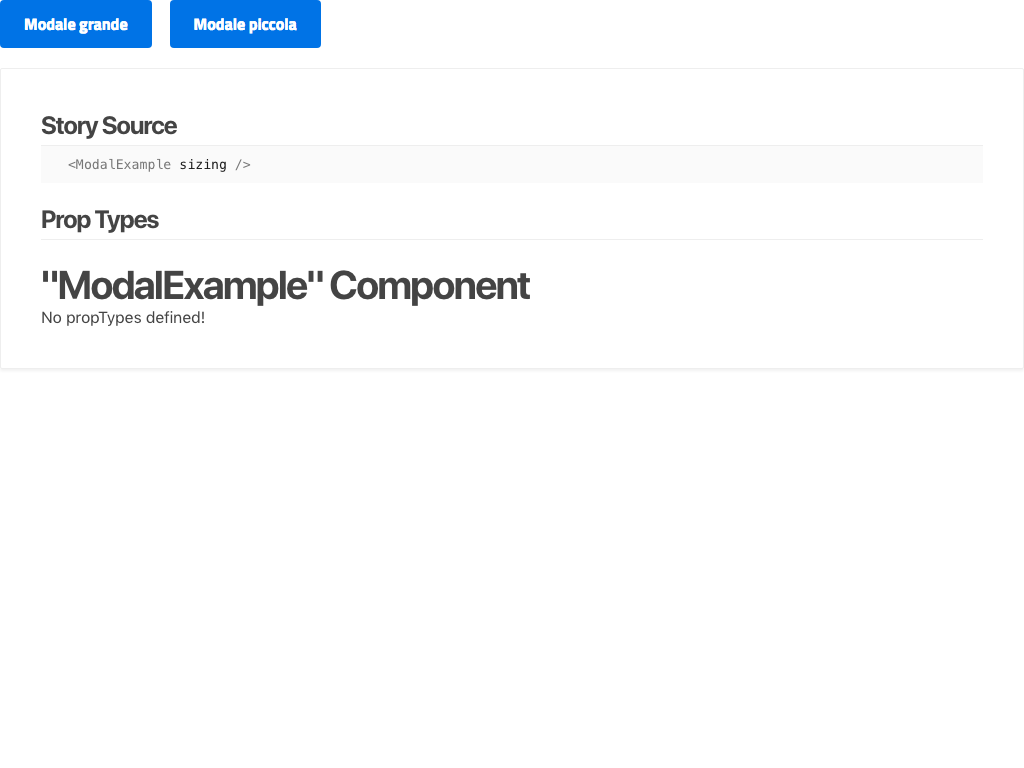 Modale grande
Modale piccola
Story Source
<ModalExample sizing />
Prop Types
"ModalExample" Component
No propTypes defined!